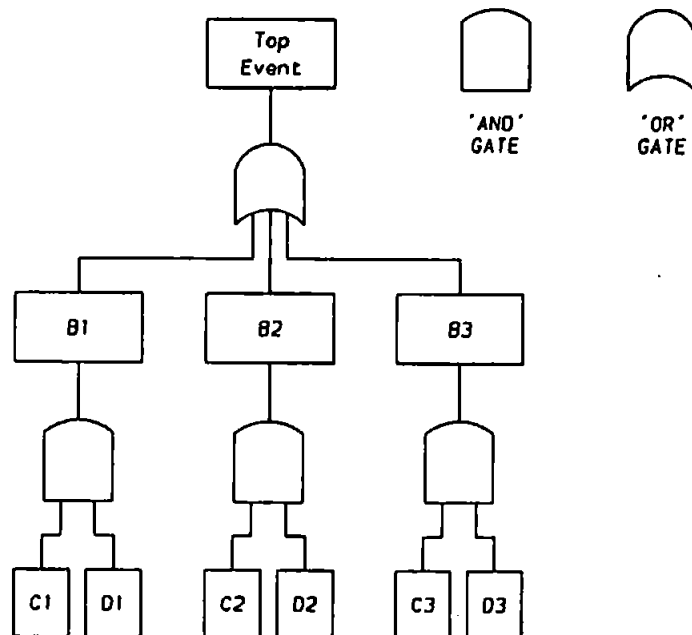 Top
Event
'AND'
GATE
'OR'
GATE
B1
B2
B3
C1
D1
C2
D2
C3
D3